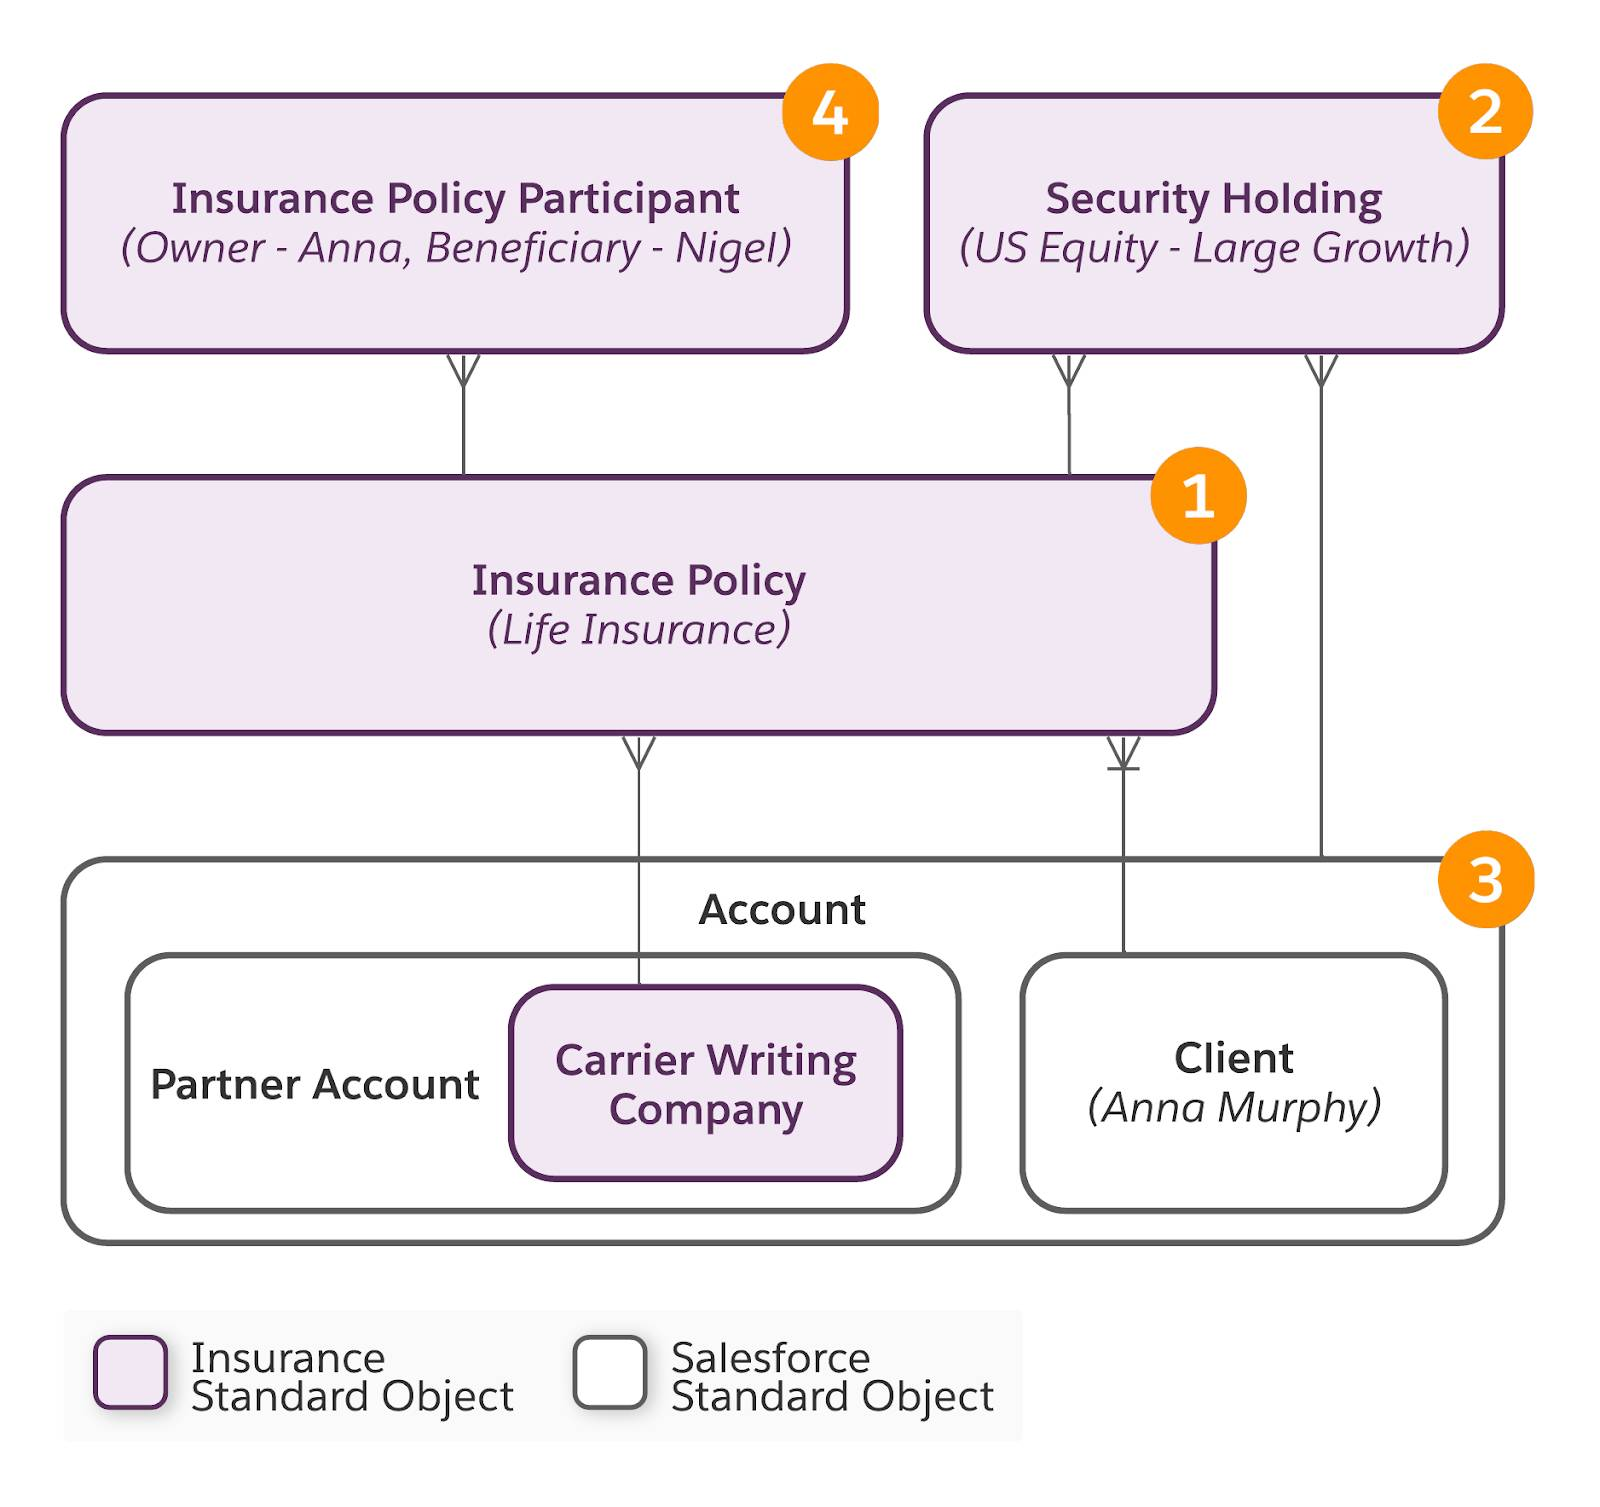 4
Insurance Policy Participant
(Owner - Anna, Beneficiary - Nigel)
2
Security Holding
(US Equity - Large Growth)
1
Insurance Policy
(Life Insurance)
3
Account
Partner Account
Carrier Writing
Company
Client
(Anna Murphy)
Insurance
Standard Object
Salesforce
Standard Object